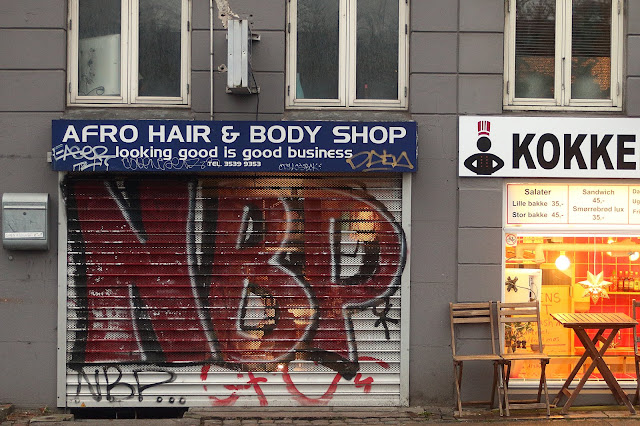 AFRO HAIR & BODY SHOP
looking good is good business
TEL 3539 9353
NBP
NBP
KOKKE
Salater
Lille bakke 35,-
Stor bakke 45,-
Sandwich
45,-
Smørrebrød lux
35,-